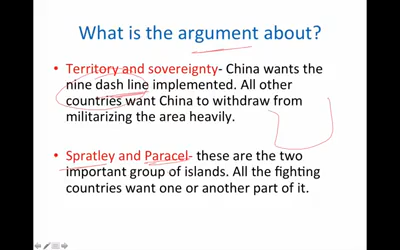 What is the argument about?
• Territory and sovereignty- China wants the
nine dash line implemented. All other
countries want China to withdraw from
militarizing the area heavily.
• Spratley and Paracel- these are the two
important group of islands. All the fighting
countries want one or another part of it.